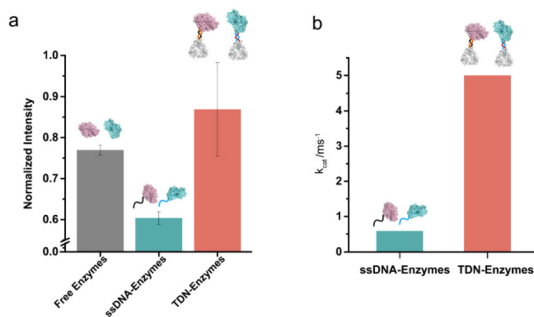 a
1.0
0.9
0.8
0.7
0.6
0.0
Normalized Intensity
Free Enzymes
ssDNA-Enzymes
TDN-Enzymes
b
5
4
3
2
1
0
kcat/ms-1
ssDNA-Enzymes
TDN-Enzymes